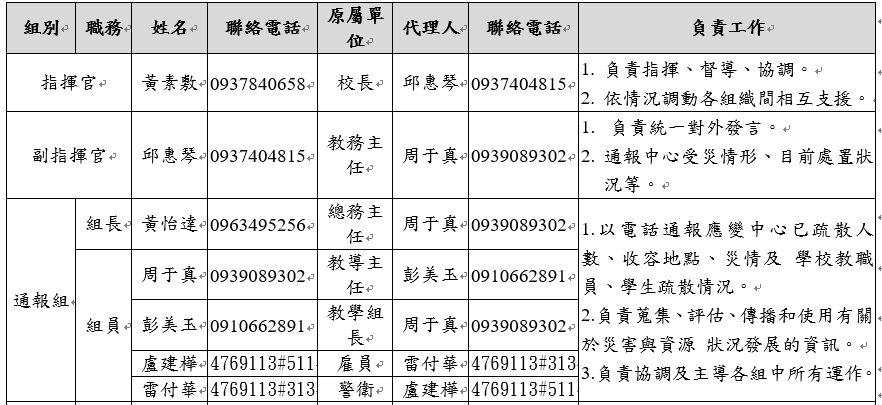 組別 職務 姓名 聯絡電話 原屬單位 代理人 聯絡電話 負責工作
指揮官 黃素敷 0937840658 校長 邱惠琴 0937404815
1. 負責指揮、督導、協調。
2. 依情況調動各組織間相互支援。
副指揮官 邱惠琴 0937404815 教務主任 周于真 0939089302
1. 負責統一對外發言。
2. 通報中心受災情形、目前處置狀
況等。
通報組 組長 黃怡達 0963495256 總務主任 周于真 0939089302
組員 周于真 0939089302 教導主任 彭美玉 0910662891
彭美玉 0910662891 教學組長 周于真 0939089302
盧建樺 4769113#511 雇員 雷付華 4769113#313
雷付華 4769113#313 警衛 盧建樺 4769113#511
1.以電話通報應變中心已疏散人
數、收容地點、災情及 學校教職
員、學生疏散情況。
2.負責蒐集、評估、傳播和使用有關
於災害與資源 狀況發展的資訊。
3.負責協調及主導各組中所有運作。